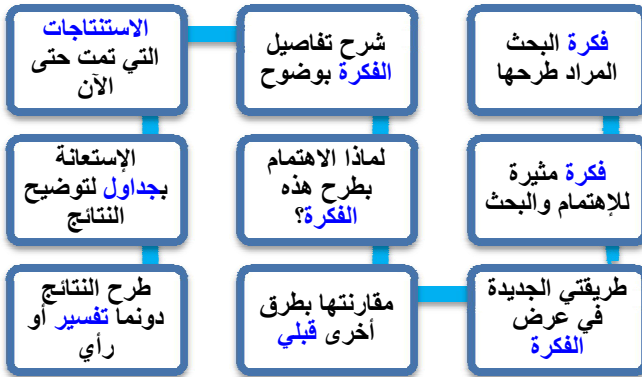 فكرة البحث
المراد طرحها
فكرة مثيرة
للإهتمام والبحث
طريقتي الجديدة
في عرض
الفكرة
مقارنتها بطرق
أخرى قبلي
لماذا الاهتمام
بطرح هذه
الفكرة؟
شرح تفاصيل
الفكرة بوضوح
الاستنتاجات
التي تمت حتى
الآن
الإستعانة
بجداول لتوضيح
النتائج
طرح النتائج
دونما تفسير أو
رأي